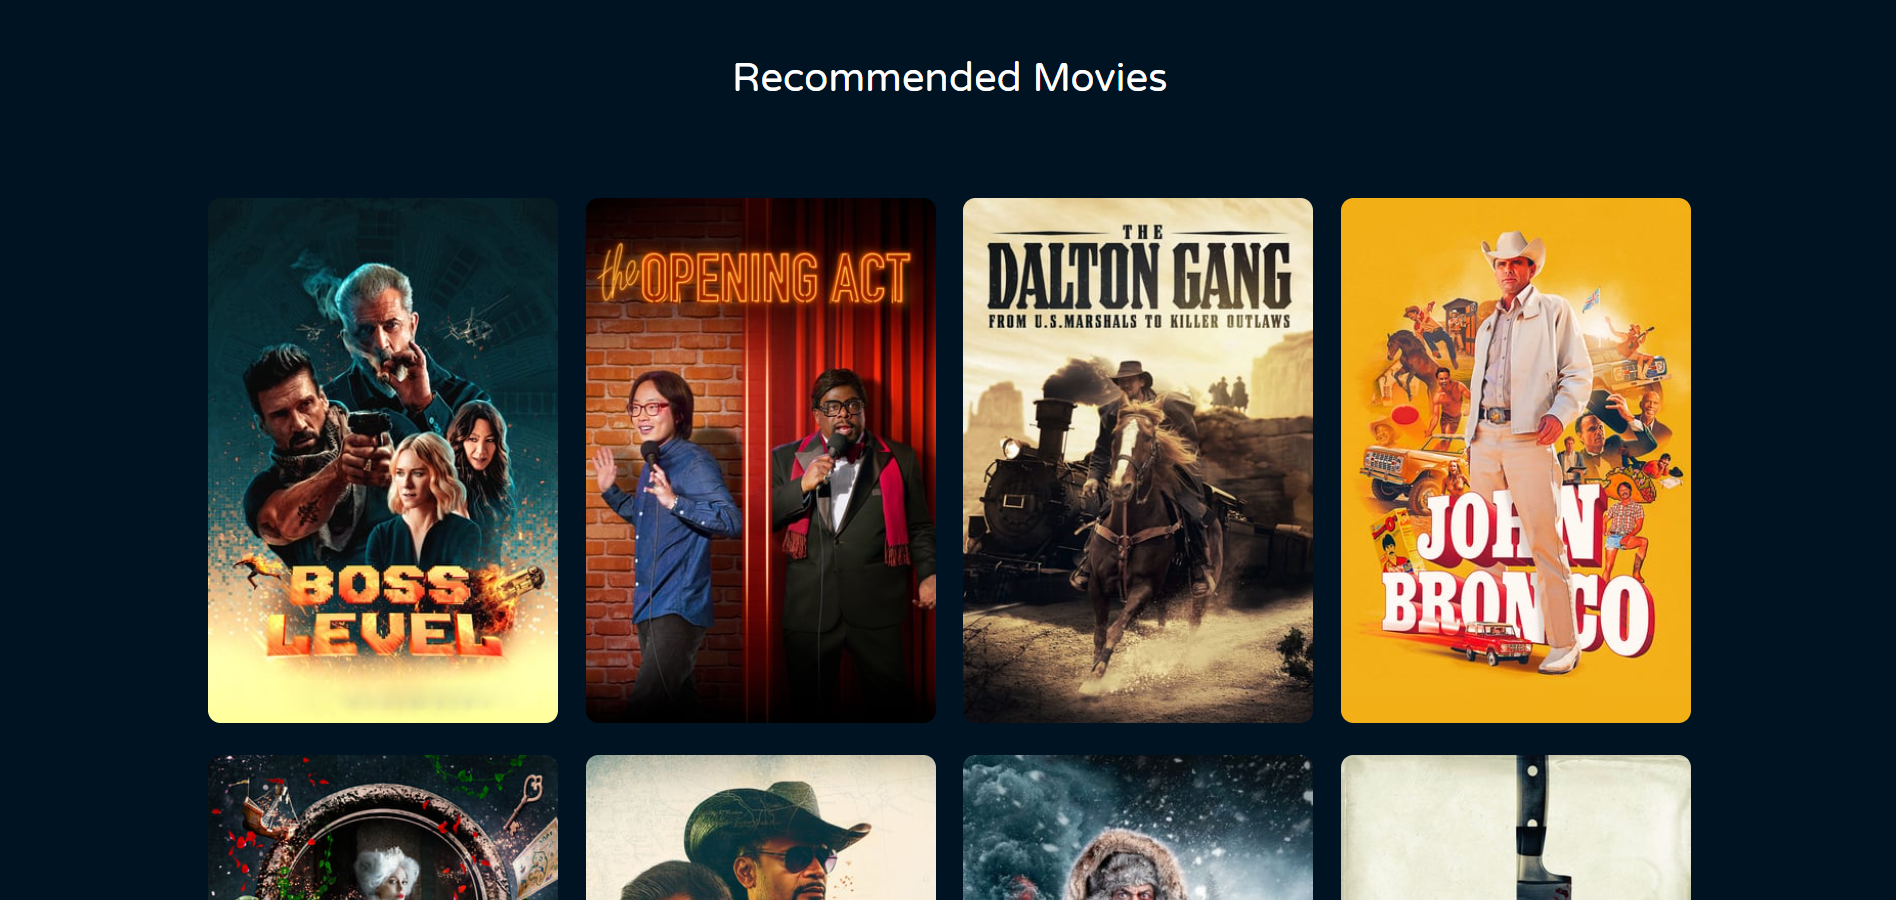 Recommended Movies
BOSS
LEVEL
the OPENING ACT
THE
DALTON GANG
FROM U.S. MARSHALS TO KILLER OUTLAWS
JOHN
BRONCO